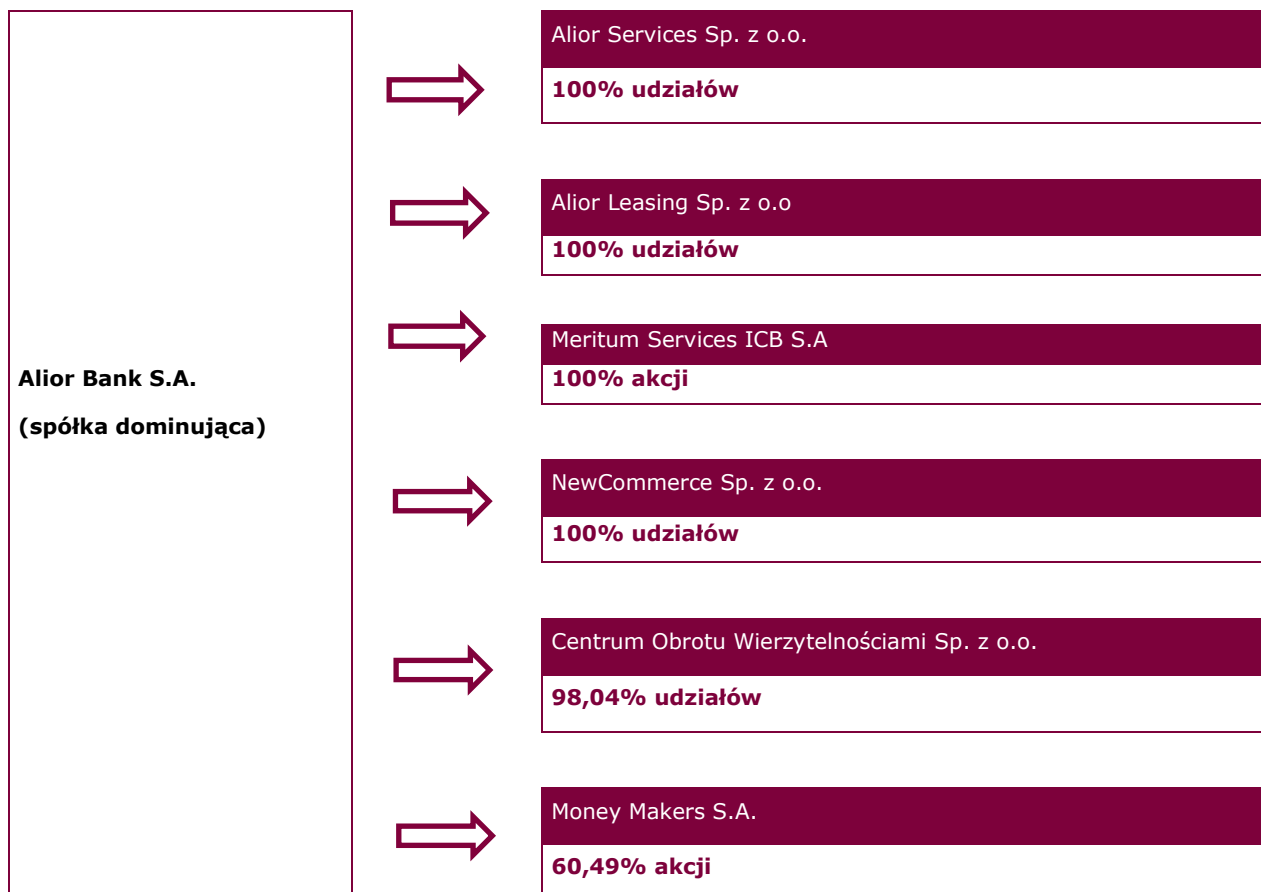 Alior Bank S.A.
(spółka dominująca)
Alior Services Sp. z o.o.
100% udziałów
Alior Leasing Sp. z o.o
100% udziałów
Meritum Services ICB S.A
100% akcji
NewCommerce Sp. z o.o.
100% udziałów
Centrum Obrotu Wierzytelnościami Sp. z o.o.
98,04% udziałów
Money Makers S.A.
60,49% akcji